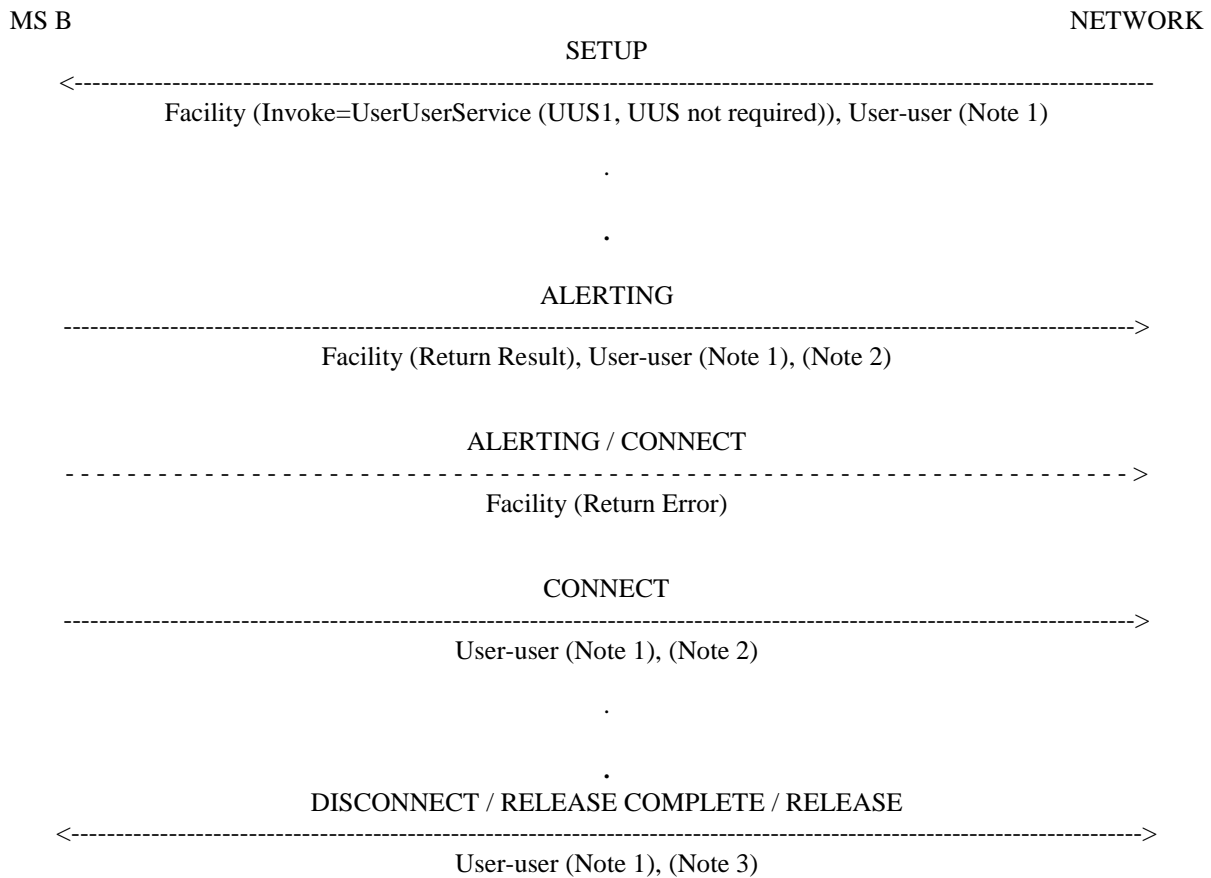 MS B NETWORK
SETUP
<------------------------------------------------------------------------------------------------------------------------
Facility (Invoke=UserUserService (UUS1, UUS not required)), User-user (Note 1)
.
.
ALERTING
------------------------------------------------------------------------------------------------------------------------>
Facility (Return Result), User-user (Note 1), (Note 2)
ALERTING / CONNECT
- - - - - - - - - - - - - - - - - - - - - - - - - - - - - - - - - - - - - - - - - - - - - - - - - - - - - - - - - - - - - - - - - - - - - >
Facility (Return Error)
CONNECT
------------------------------------------------------------------------------------------------------------------------>
User-user (Note 1), (Note 2)
.
.
DISCONNECT / RELEASE COMPLETE / RELEASE
<----------------------------------------------------------------------------------------------------------------------->
User-user (Note 1), (Note 3)